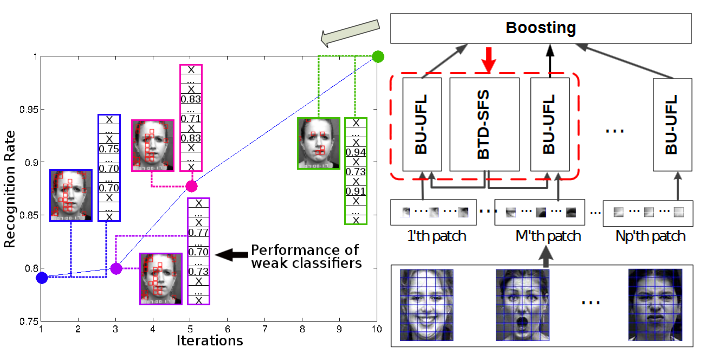 Boosting
BU-UFL
BTD-SFS
BU-UFL
...
BU-UFL
... ... ... ... ... ... ...
1'th patch
M'th patch
Np'th patch
...
Recognition Rate
1
0.95
0.9
0.85
0.8
0.75
1 2 3 4 5 6 7 8 9 10
Iterations
X
...
X
0.75
...
0.70
...
0.70
X
...
X
X
...
0.83
...
0.71
X
0.83
...
X
...
X
X
...
X
0.77
...
0.70
...
0.73
X
...
X
X
...
X
0.94
X
0.73
X
0.91
X
...
X
Performance of
weak classifiers